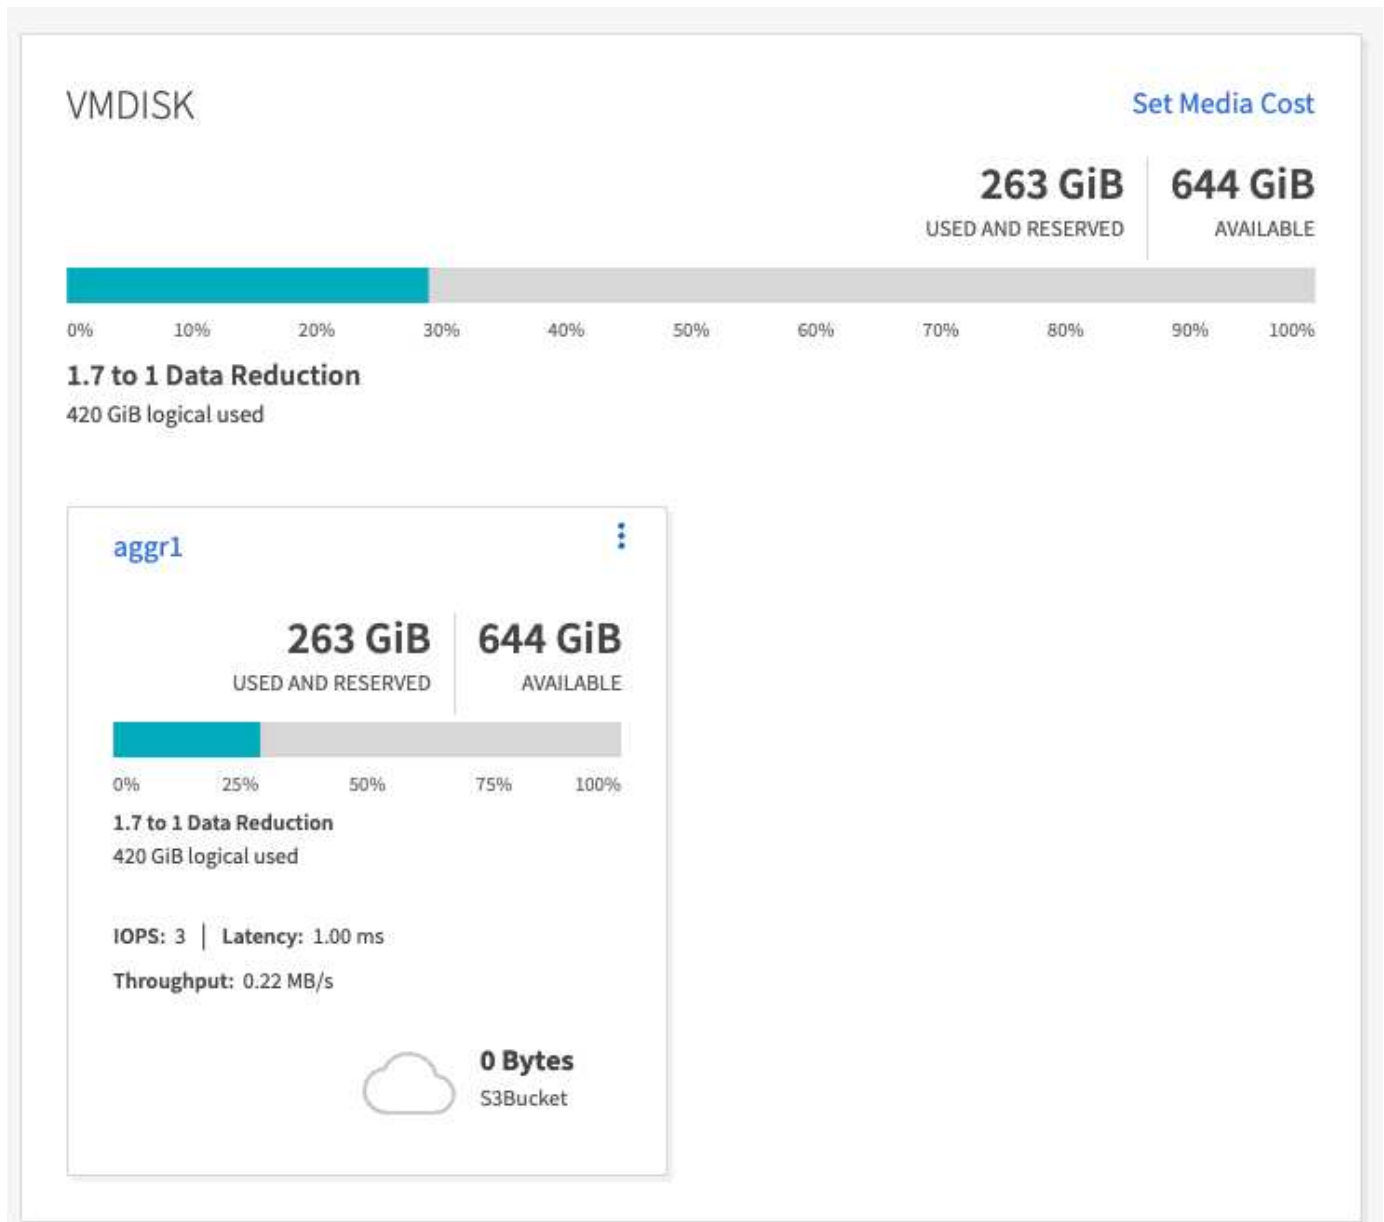 VMDISK
Set Media Cost
263 GiB
644 GiB
USED AND RESERVED
AVAILABLE
0% 10% 20% 30% 40% 50% 60% 70% 80% 90% 100%
1.7 to 1 Data Reduction
420 GiB logical used
aggr1
263 GiB
644 GiB
USED AND RESERVED
AVAILABLE
0% 25% 50% 75% 100%
1.7 to 1 Data Reduction
420 GiB logical used
IOPS: 3 | Latency: 1.00 ms
Throughput: 0.22 MB/s
0 Bytes
S3Bucket